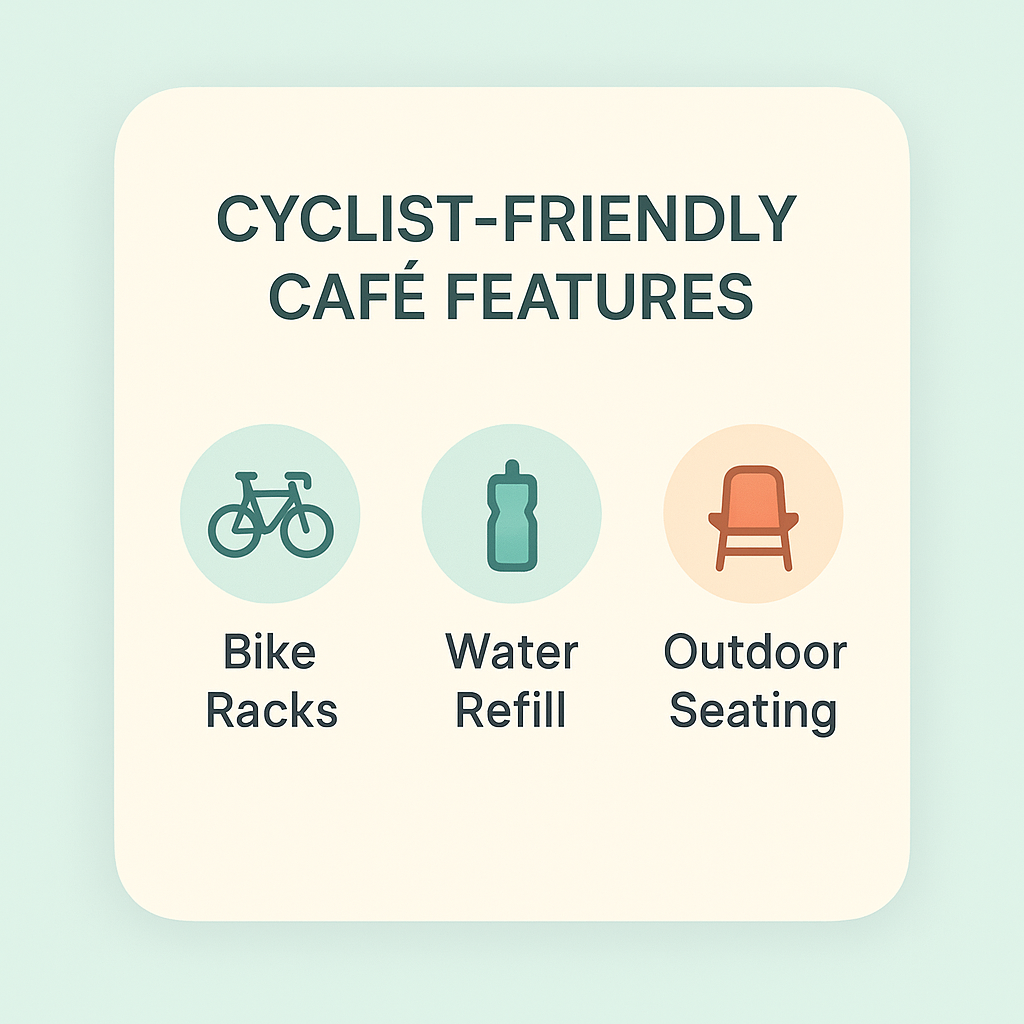 CYCLIST-FRIENDLY
CAFÉ FEATURES
Bike
Racks
Water
Refill
Outdoor
Seating